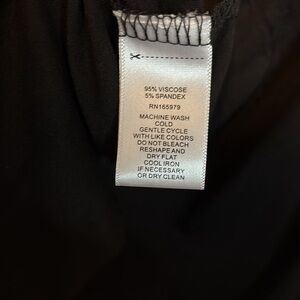 95% VISCOSE
5% SPANDEX
RN165979
MACHINE WASH
COLD
GENTLE CYCLE
WITH LIKE COLORS
DO NOT BLEACH
RESHAPE AND
DRY FLAT
COOL IRON
IF NECESSARY
OR DRY CLEAN